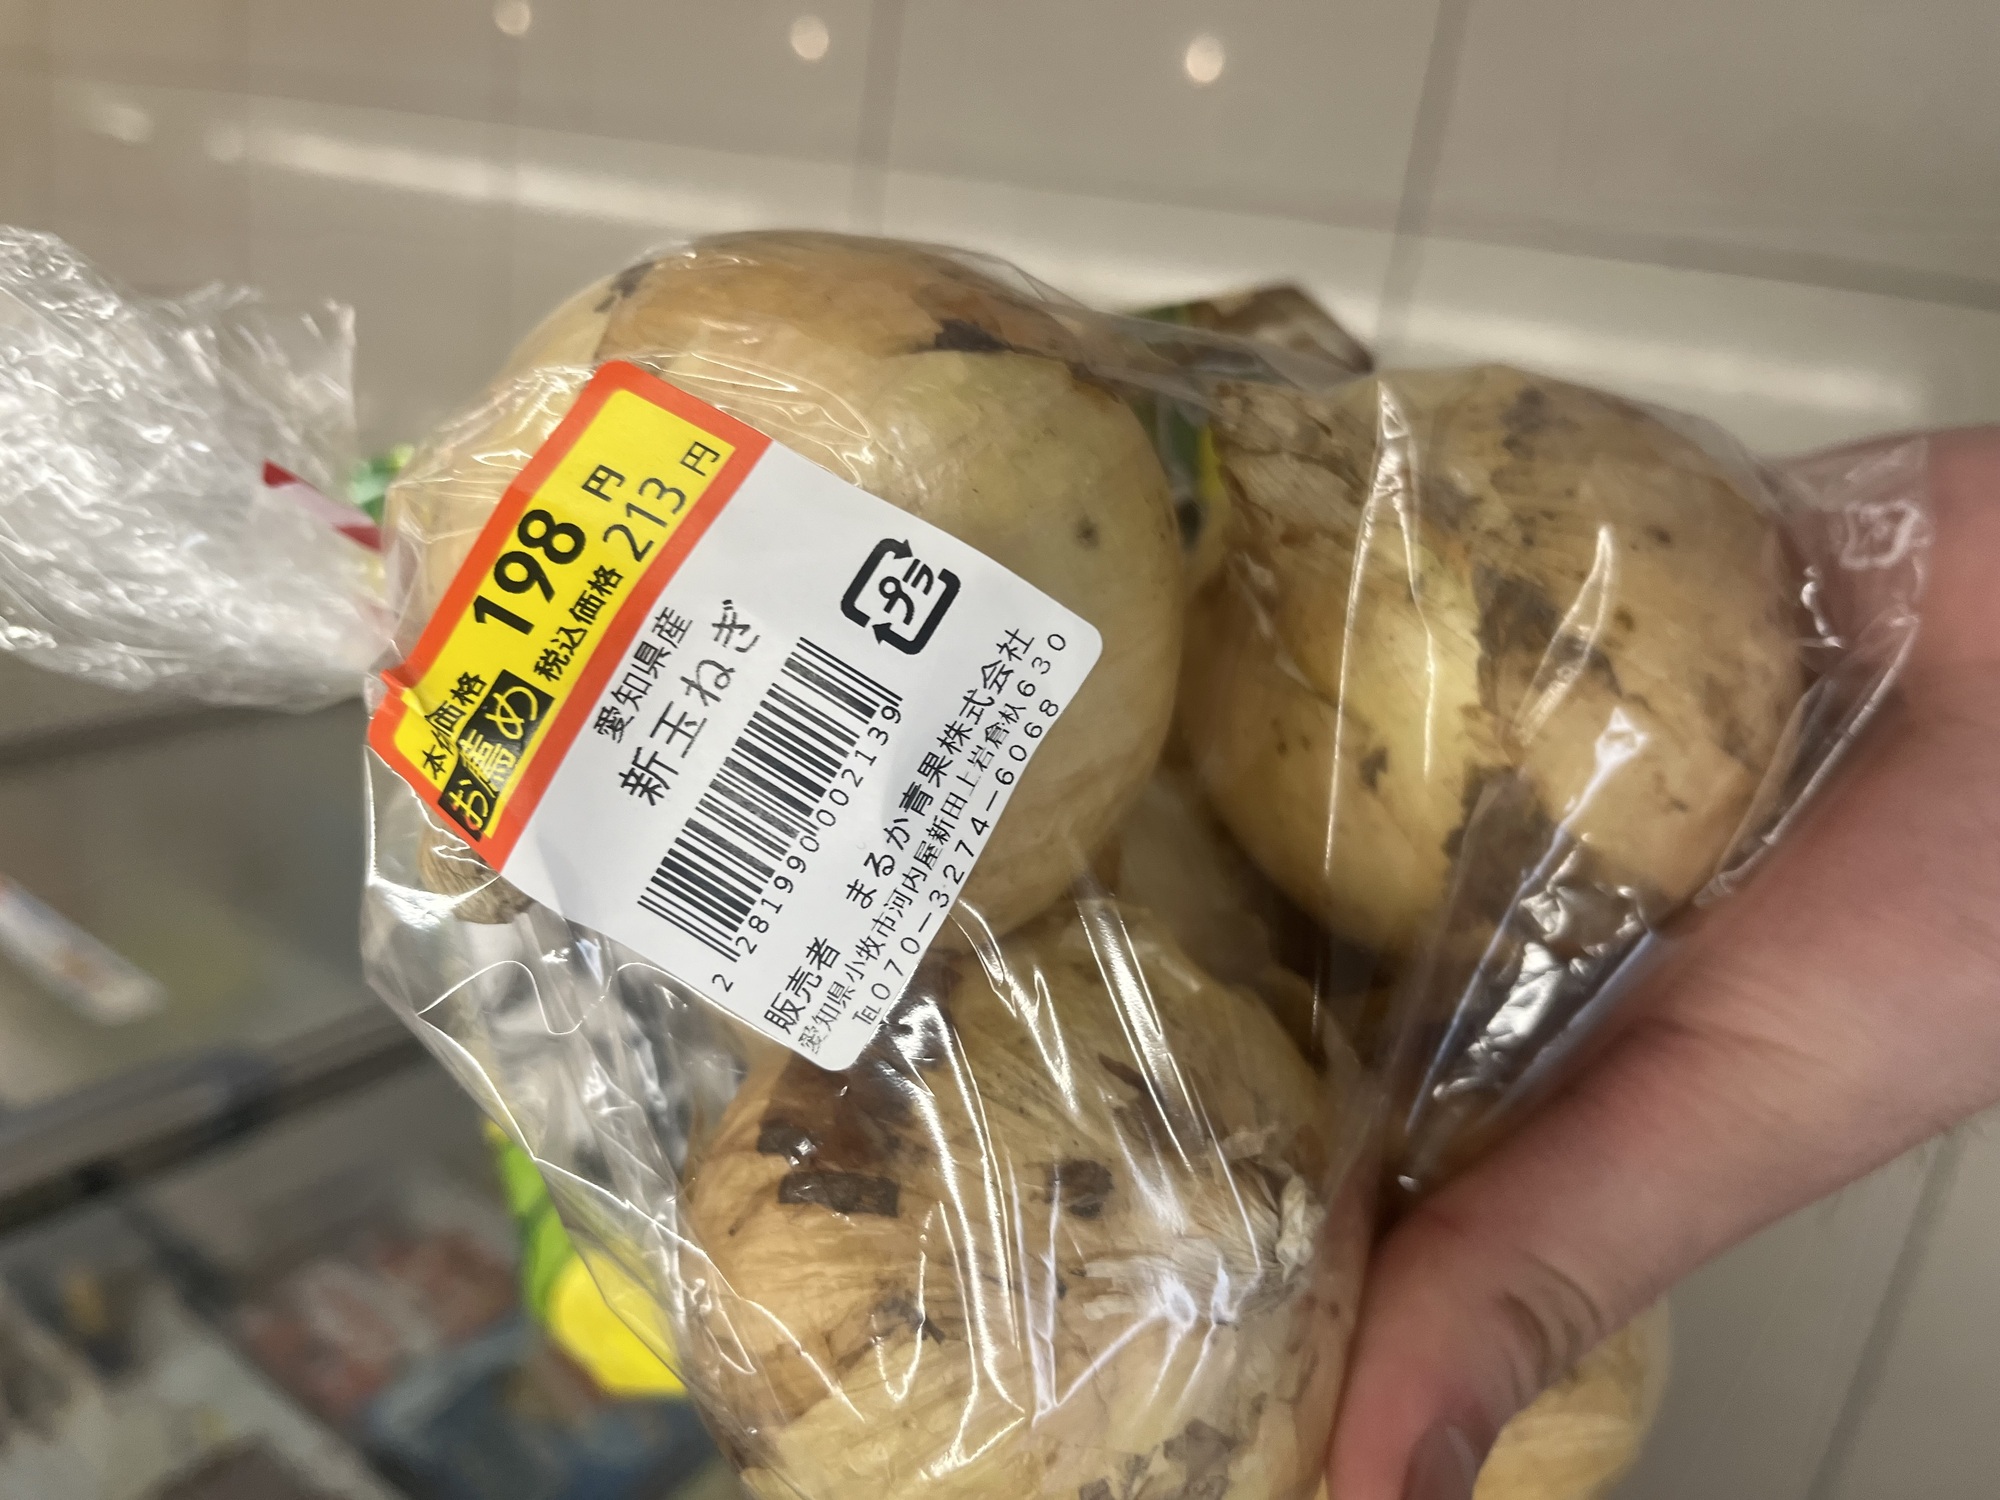 本体価格 198円
お薦め 税込価格 213円
愛知県産
新玉ねぎ
プラ
2 281990 002139
販売者 まるか青果株式会社
愛知県小牧市河内屋新田上岩倉杁630
TEL070-3274-6068